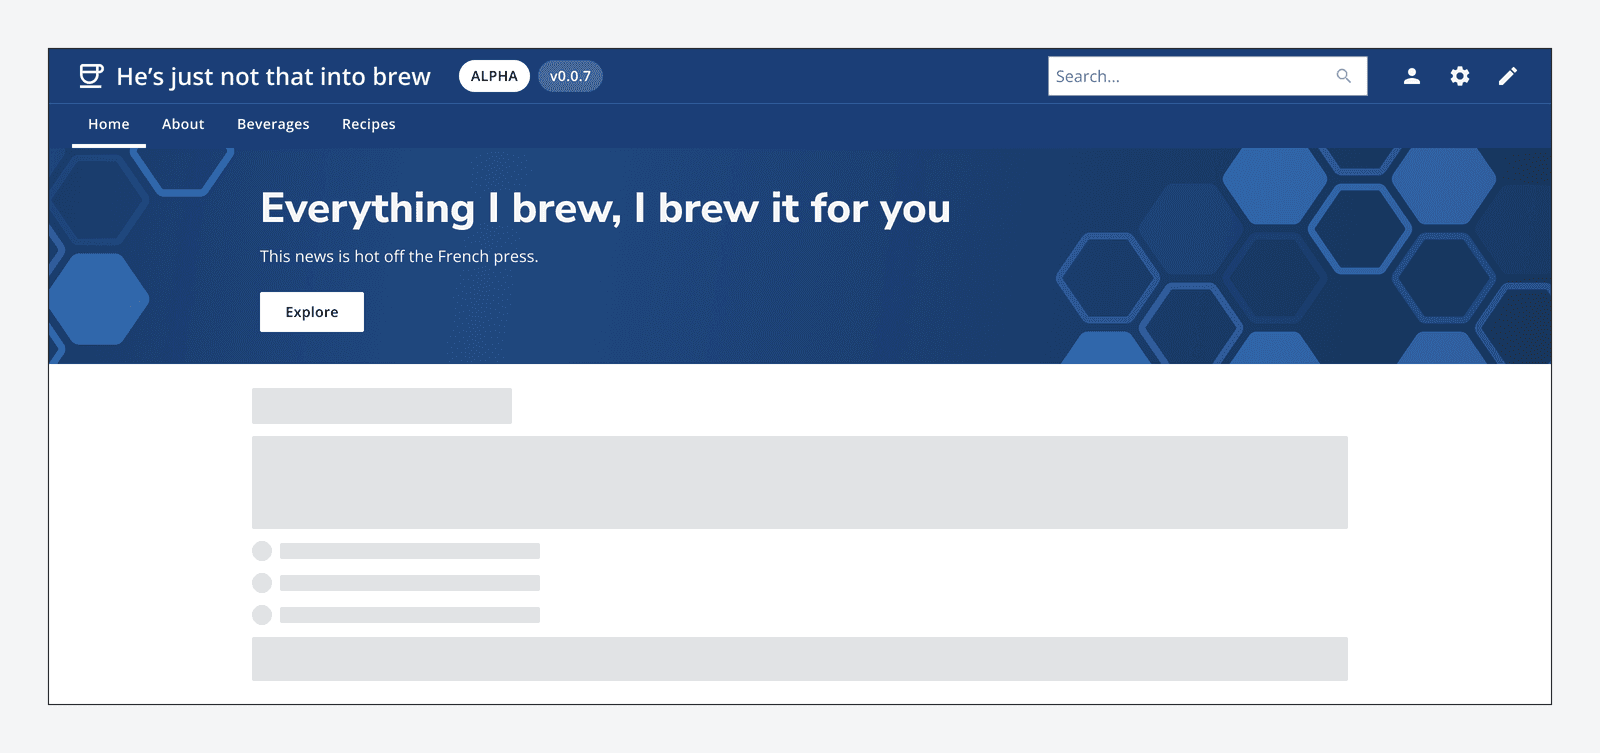 He’s just not that into brew ALPHA v0.0.7 Search...
Home About Beverages Recipes
Everything I brew, I brew it for you
This news is hot off the French press.
Explore